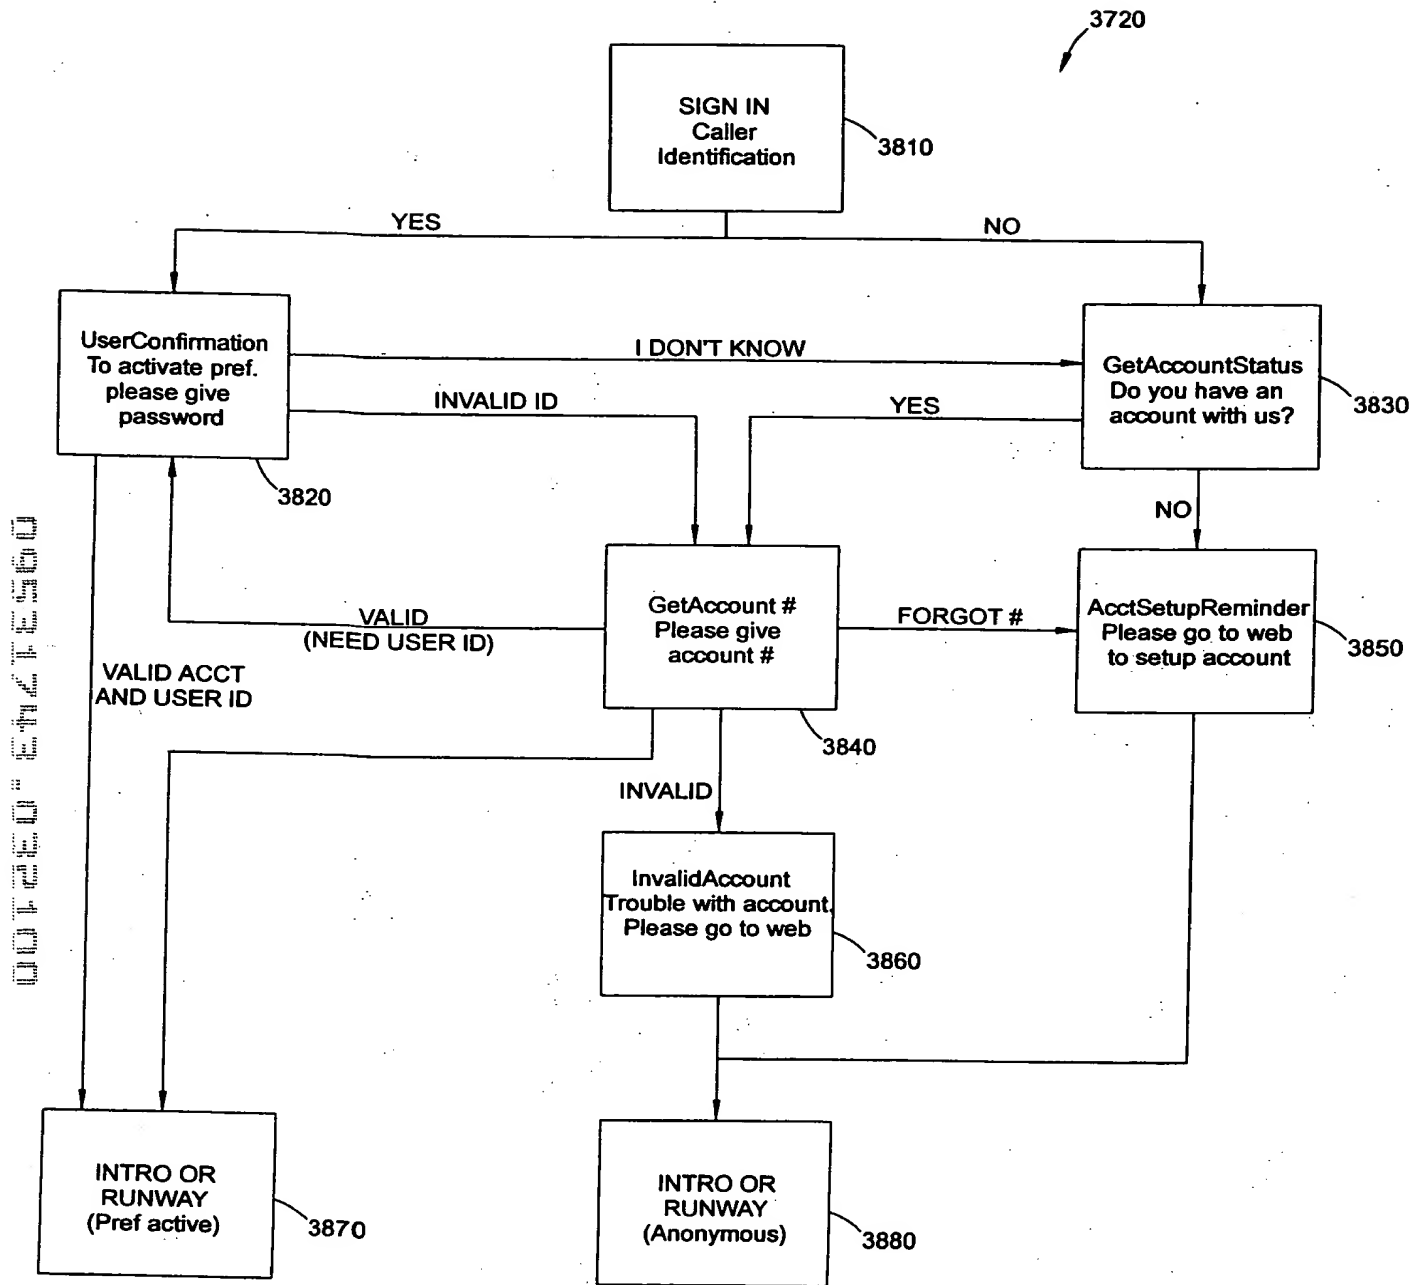 3720
SIGN IN
Caller
Identification
3810
YES
NO
UserConfirmation
To activate pref.
please give
password
3820
I DON'T KNOW
INVALID ID
YES
GetAccountStatus
Do you have an
account with us?
3830
NO
GetAccount #
Please give
account #
3840
VALID
(NEED USER ID)
FORGOT #
AcctSetupReminder
Please go to web
to setup account
3850
VALID ACCT
AND USER ID
INVALID
InvalidAccount
Trouble with account.
Please go to web
3860
INTRO OR
RUNWAY
(Pref active)
3870
INTRO OR
RUNWAY
(Anonymous)
3880
09531743.032100